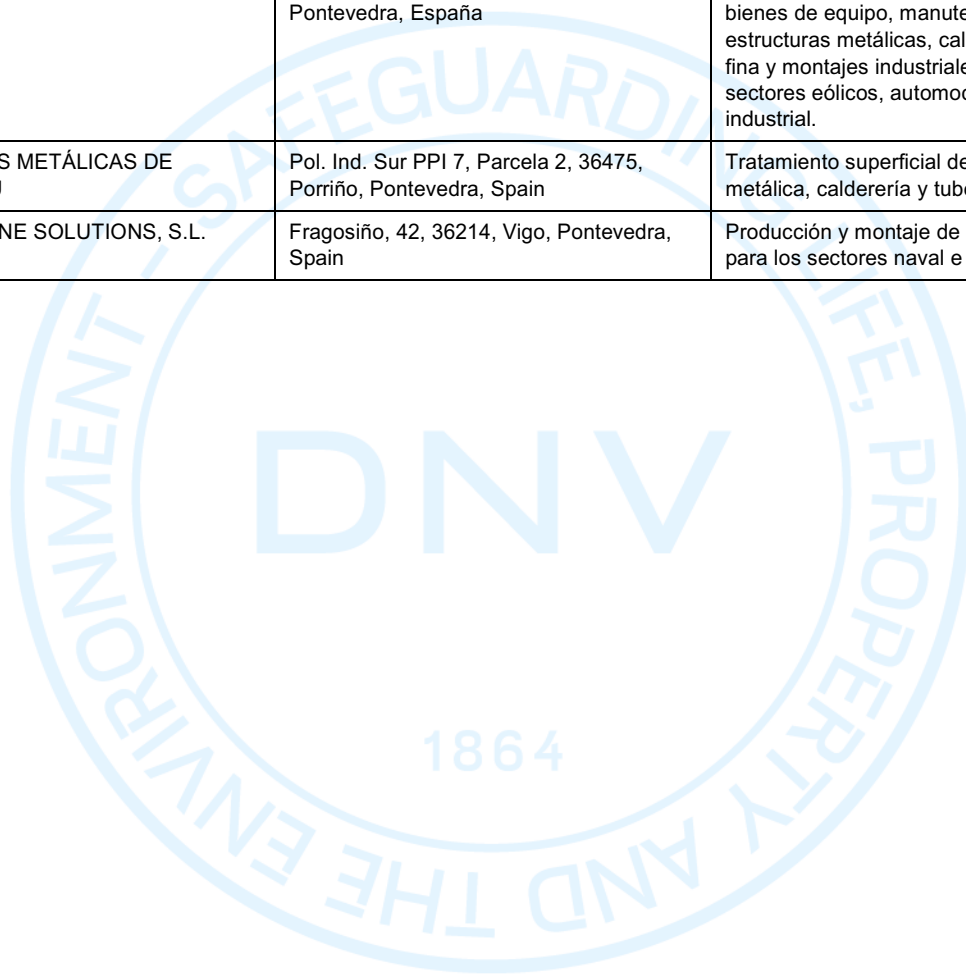 Pontevedra, España
bienes de equipo, manute
estructuras metálicas, cal
fina y montajes industriale
sectores eólicos, automoc
industrial.
S METÁLICAS DE
Pol. Ind. Sur PPI 7, Parcela 2, 36475,
Porriño, Pontevedra, Spain
Tratamiento superficial de
metálica, calderería y tub
NE SOLUTIONS, S.L.
Fragosiño, 42, 36214, Vigo, Pontevedra,
Spain
Producción y montaje de
para los sectores naval e
SAFEGUARDING LIFE, PROPERTY AND THE ENVIRONMENT -
DNV
1864